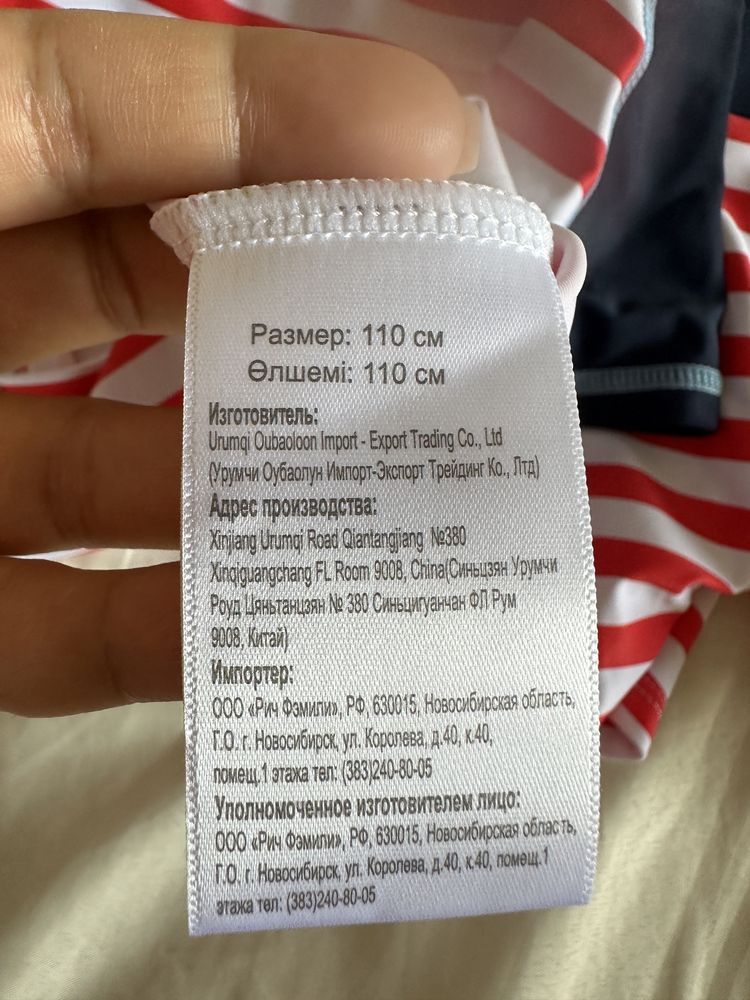 Размер: 110 см
Өлшемі: 110 см
Изготовитель:
Urumqi Oubaoloon Import - Export Trading Co., Ltd
(Урумчи Оубаолун Импорт-Экспорт Трейдинг Ко., Лтд)
Адрес производства:
Xinjiang Urumqi Road Qiantangjiang №380
Xinqiguangchang FL Room 9008, China(Синьцзян Урумчи
Роуд Цяньтанцзян № 380 Синьцигуанчан ФЛ Рум
9008, Китай)
Импортер:
ООО «Рич Фэмили», РФ, 630015, Новосибирская область,
Г.О. г. Новосибирск, ул. Королева, д.40, к.40,
помещ.1 этажа тел: (383)240-80-05
Уполномоченное изготовителем лицо:
ООО «Рич Фэмили», РФ, 630015, Новосибирская область,
Г.О. г. Новосибирск, ул. Королева, д.40, к.40, помещ.1
этажа тел: (383)240-80-05